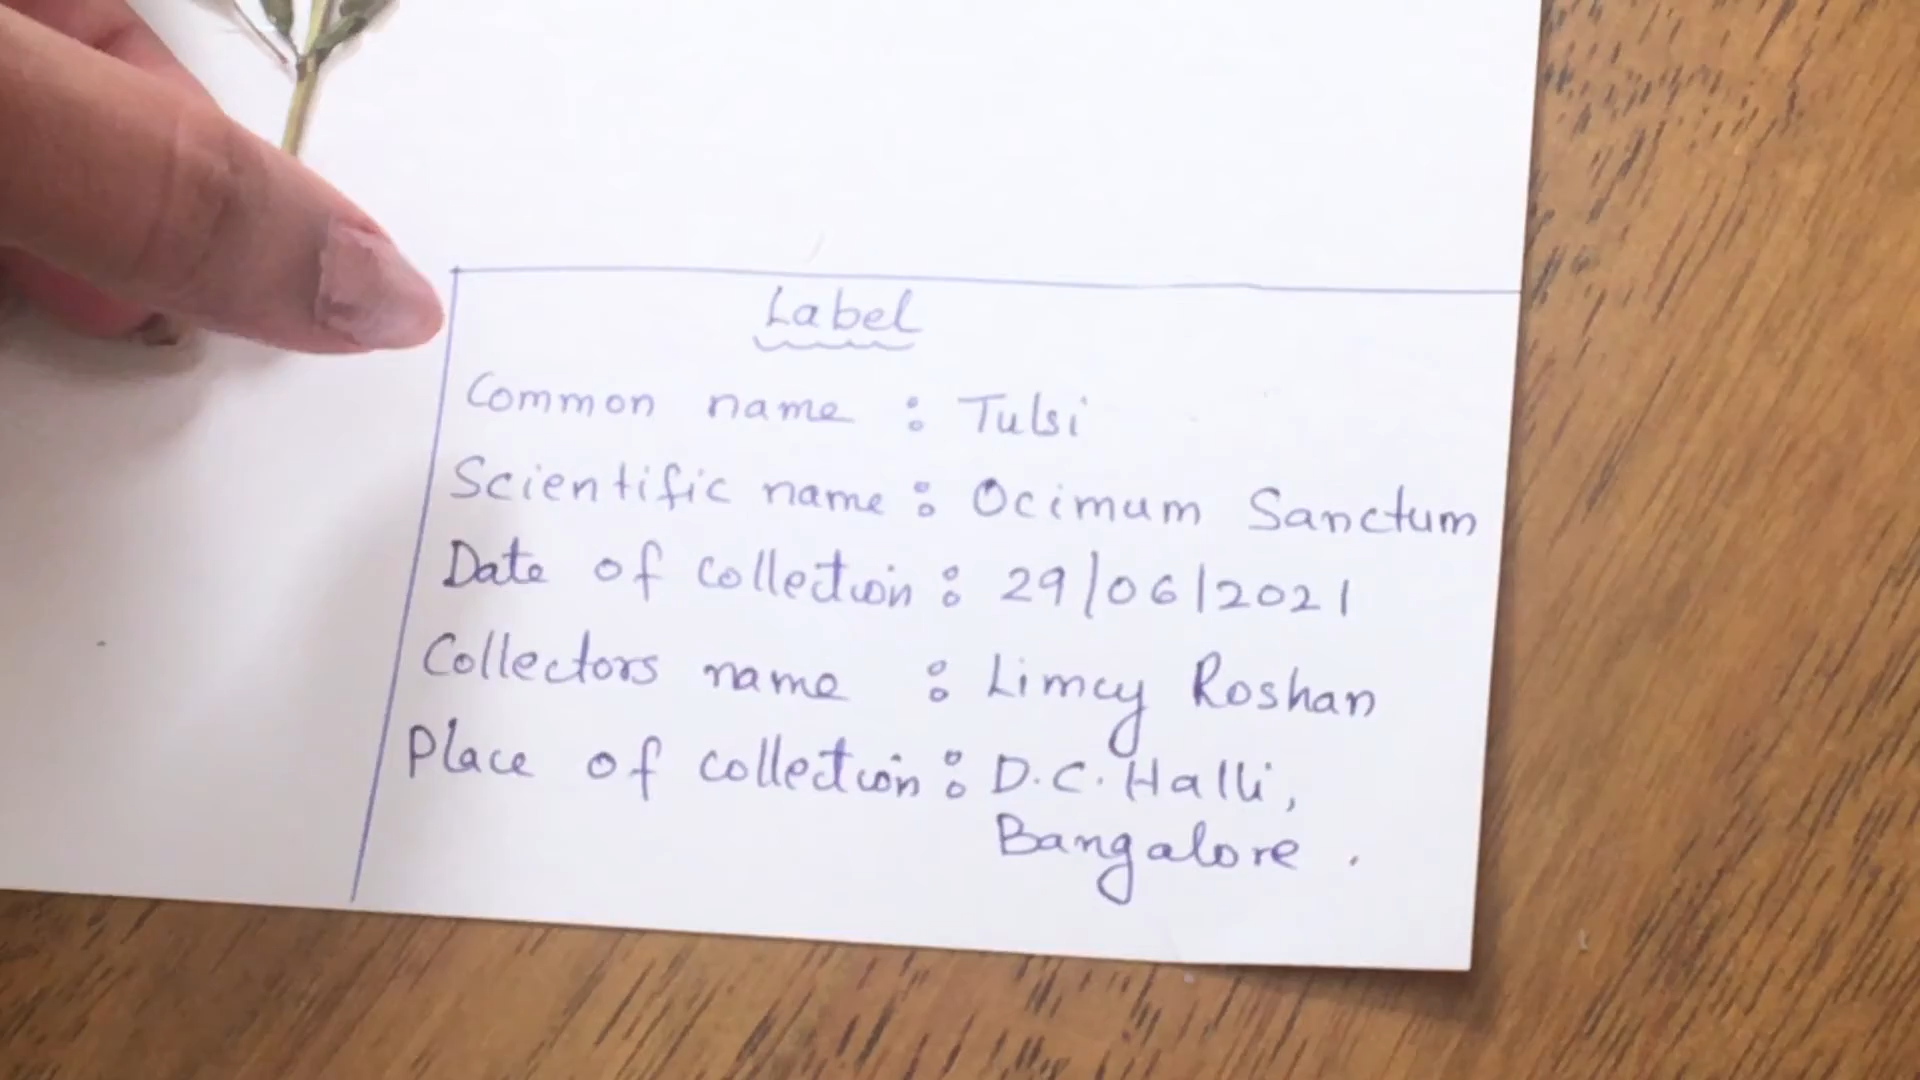 Label
Common name : Tulsi
Scientific name : Ocimum Sanctum
Date of collection : 29/06/2021
Collectors name : Limcy Roshan
Place of collection : D.C. Halli,
Bangalore .